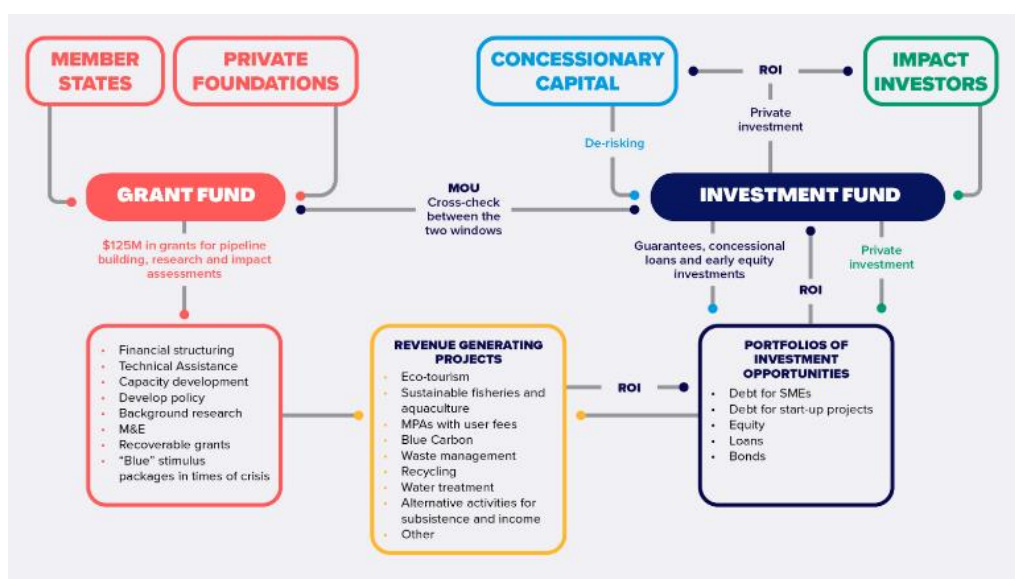 MEMBER
STATES
PRIVATE
FOUNDATIONS
CONCESSIONARY
CAPITAL
ROI
IMPACT
INVESTORS
Private
investment
De-risking
GRANT FUND
MOU
Cross-check
between the
two windows
INVESTMENT FUND
$125M in grants for pipeline
building, research and impact
assessments
Guarantees, concessional
loans and early equity
investments
Private
investment
ROI
• Financial structuring
• Technical Assistance
• Capacity development
• Develop policy
• Background research
• M&E
• Recoverable grants
• “Blue” stimulus
packages in times of crisis
REVENUE GENERATING
PROJECTS
• Eco-tourism
• Sustainable fisheries and
aquaculture
• MPAs with user fees
• Blue Carbon
• Waste management
• Recycling
• Water treatment
• Alternative activities for
subsistence and income
• Other
ROI
PORTFOLIOS OF
INVESTMENT
OPPORTUNITIES
• Debt for SMEs
• Debt for start-up projects
• Equity
• Loans
• Bonds